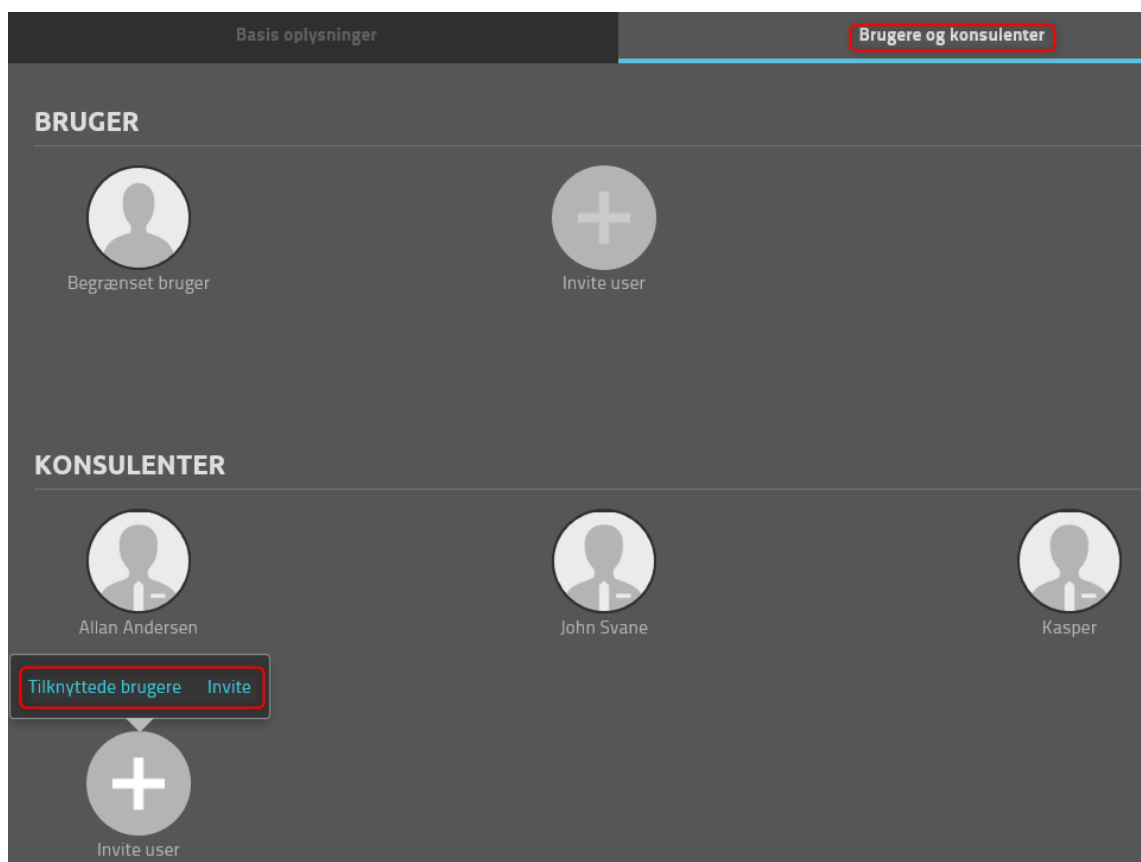 Basis oplysninger
Brugere og konsulenter
BRUGER
Begrænset bruger
Invite user
KONSULENTER
Allan Andersen
John Svane
Kasper
Tilknyttede brugere Invite
Invite user